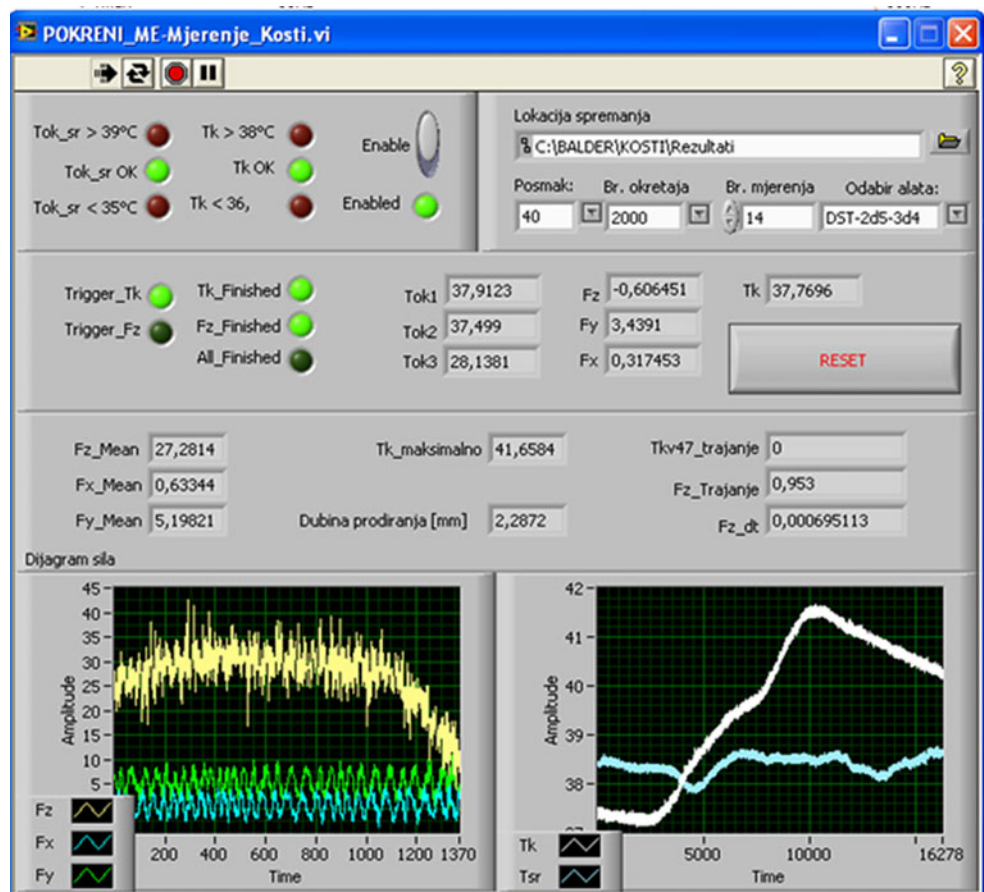 POKRENI_ME-Mjerenje_Kosti.vi
?
Tok_sr > 39°C
Tk > 38°C
Enable
Tok_sr OK
Tk OK
Tok_sr < 35°C
Tk < 36,
Enabled
Lokacija spremanja
C:\BALDER\KOSTI\Rezultati
Posmak: Br. okretaja Br. mjerenja Odabir alata:
40 2000 14 DST-2d5-3d4
Trigger_Tk Tk_Finished Tok1 37,9123 Fz -0,606451 Tk 37,7696
Trigger_Fz Fz_Finished Tok2 37,499 Fy 3,4391
All_Finished Tok3 28,1381 Fx 0,317453
RESET
Fz_Mean 27,2814 Tk_maksimalno 41,6584 Tkv47_trajanje 0
Fx_Mean 0,63344 Fz_Trajanje 0,953
Fy_Mean 5,19821 Dubina prodiranja [mm] 2,2872 Fz_dt 0,000695113
Dijagram sila
45
40
35
30
25
20
15
10
5
Amplitude
200 400 600 800 1000 1200 1370
Time
Fz
Fx
Fy
42
41
40
39
38
Amplitude
5000 10000 16278
Time
Tk
Tsr